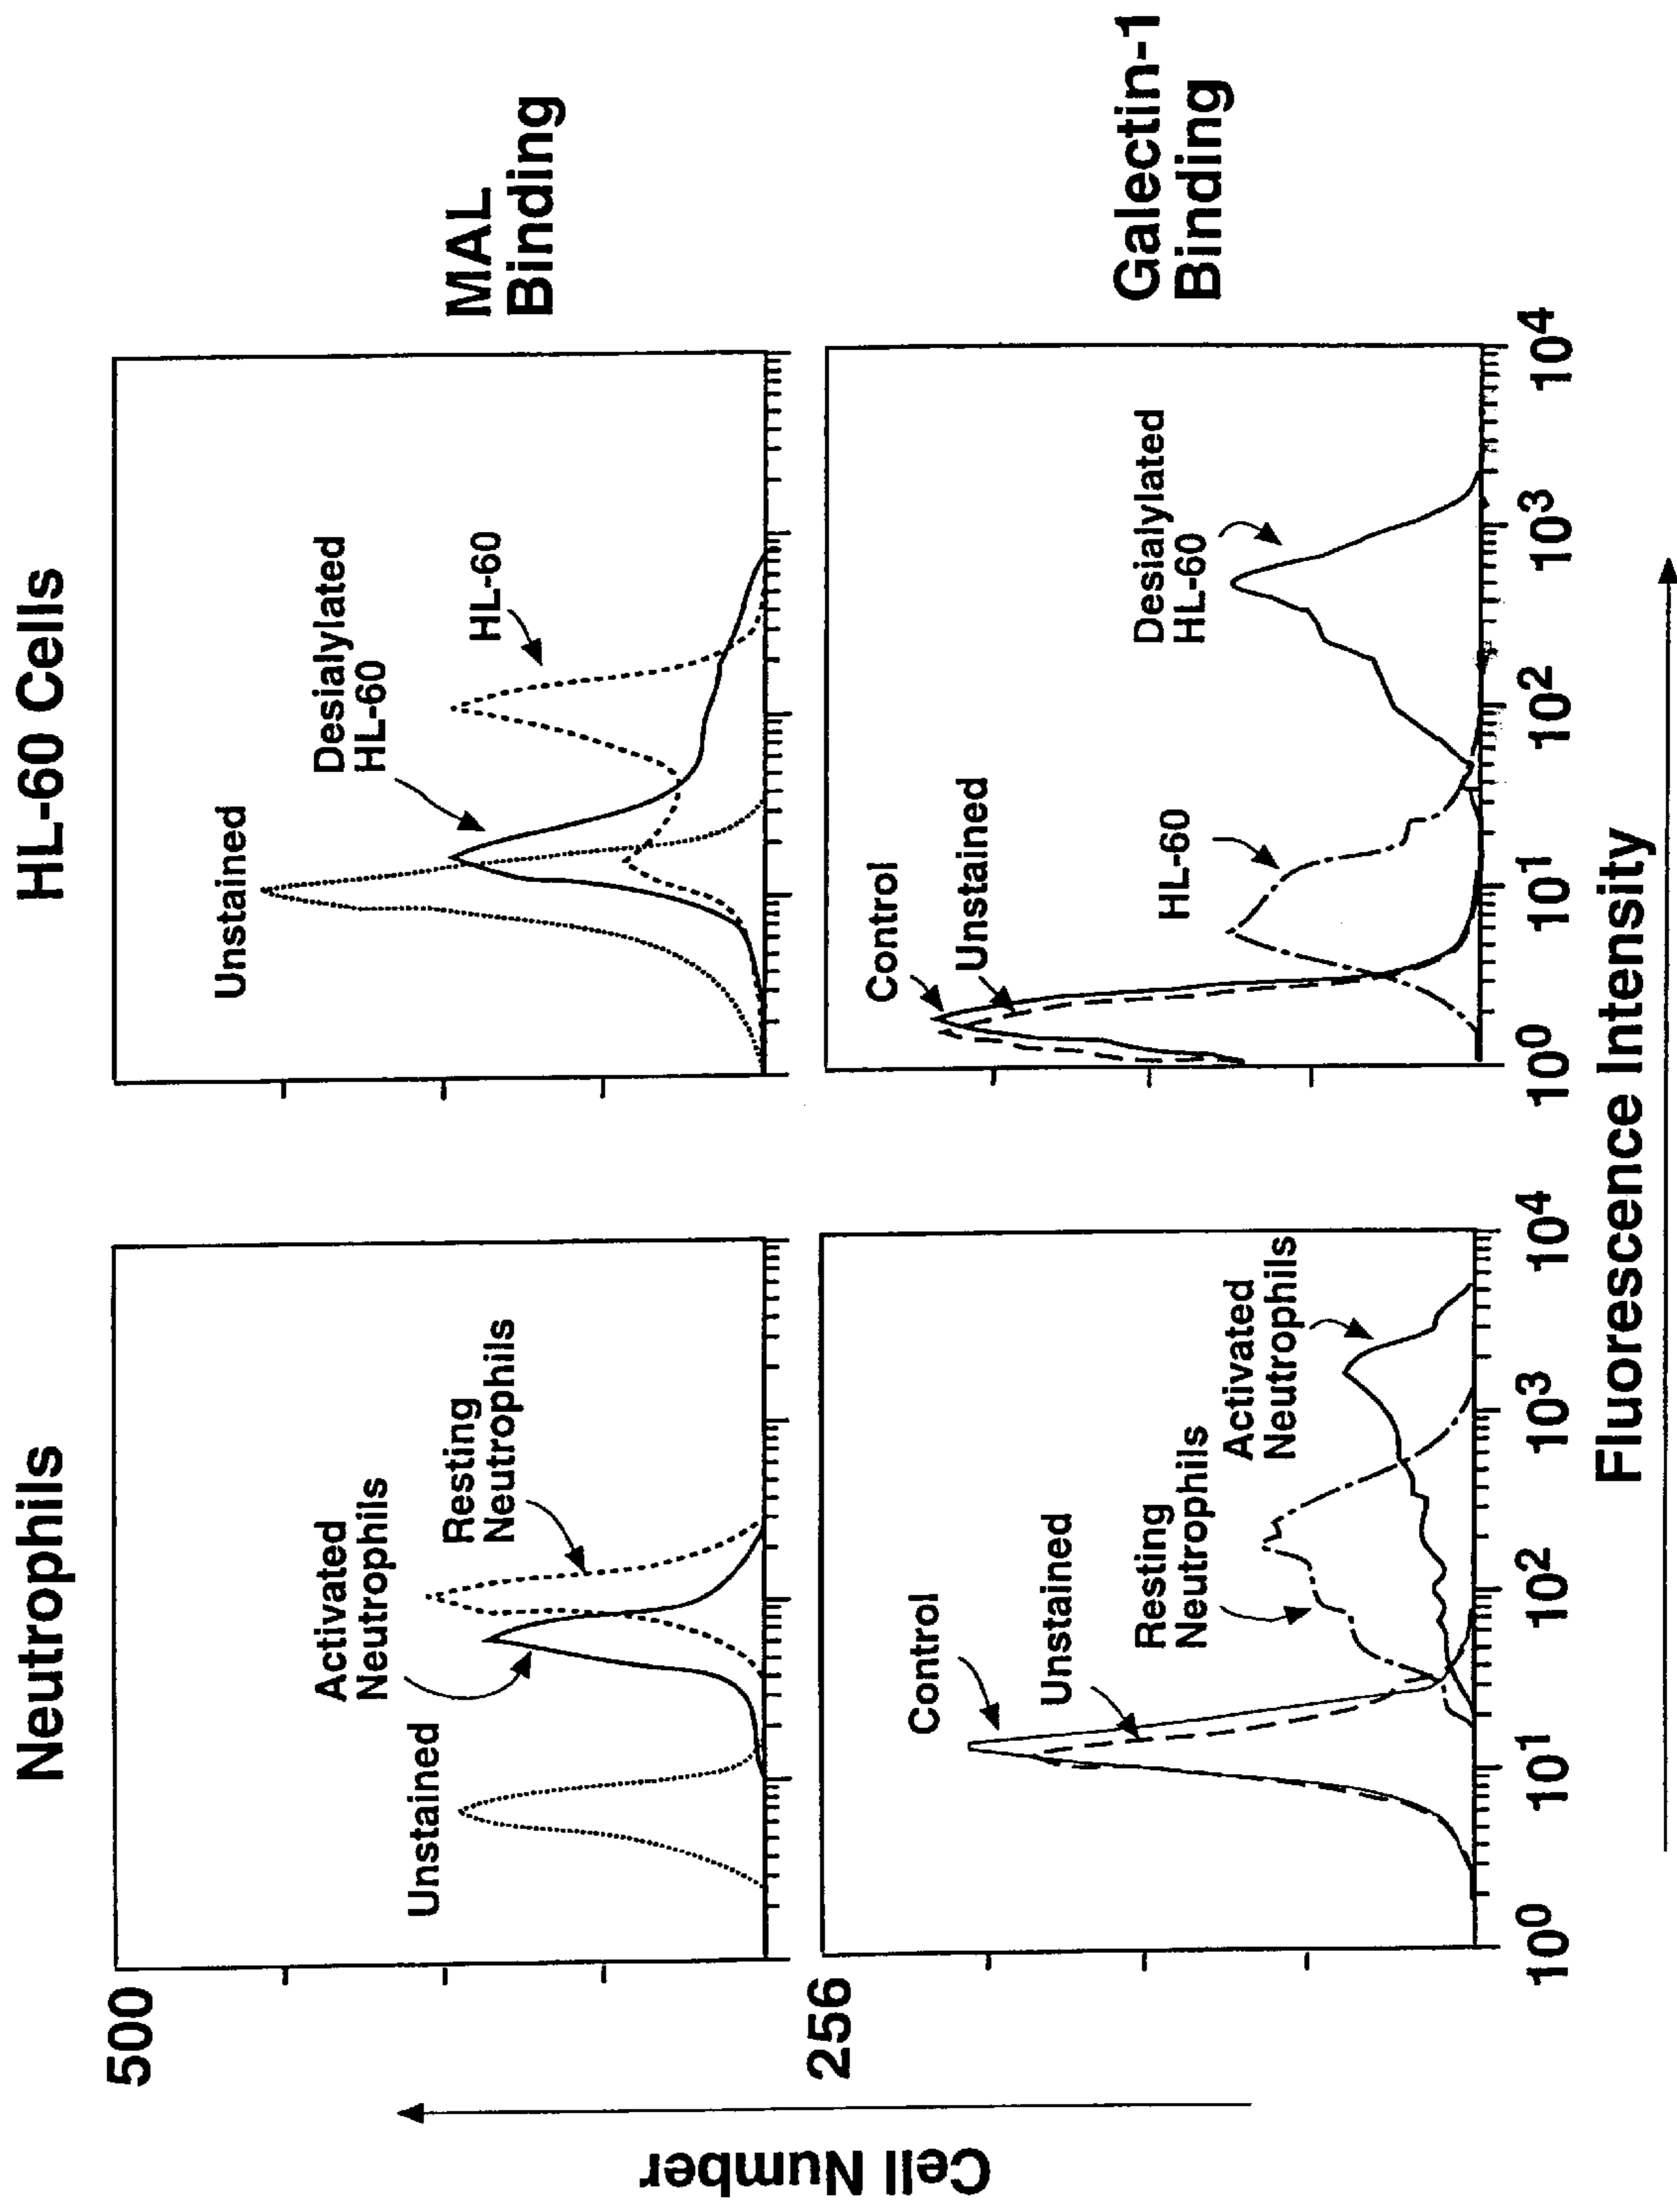 Neutrophils
HL-60 Cells
500
Unstained
Activated
Neutrophils
Resting
Neutrophils
Unstained
Desialylated
HL-60
HL-60
MAL
Binding
256
Control
Unstained
Resting
Neutrophils
Activated
Neutrophils
Control
Unstained
HL-60
Desialylated
HL-60
Galectin-1
Binding
10⁰ 10¹ 10² 10³ 10⁴
10⁰ 10¹ 10² 10³ 10⁴
Fluorescence Intensity
Cell Number